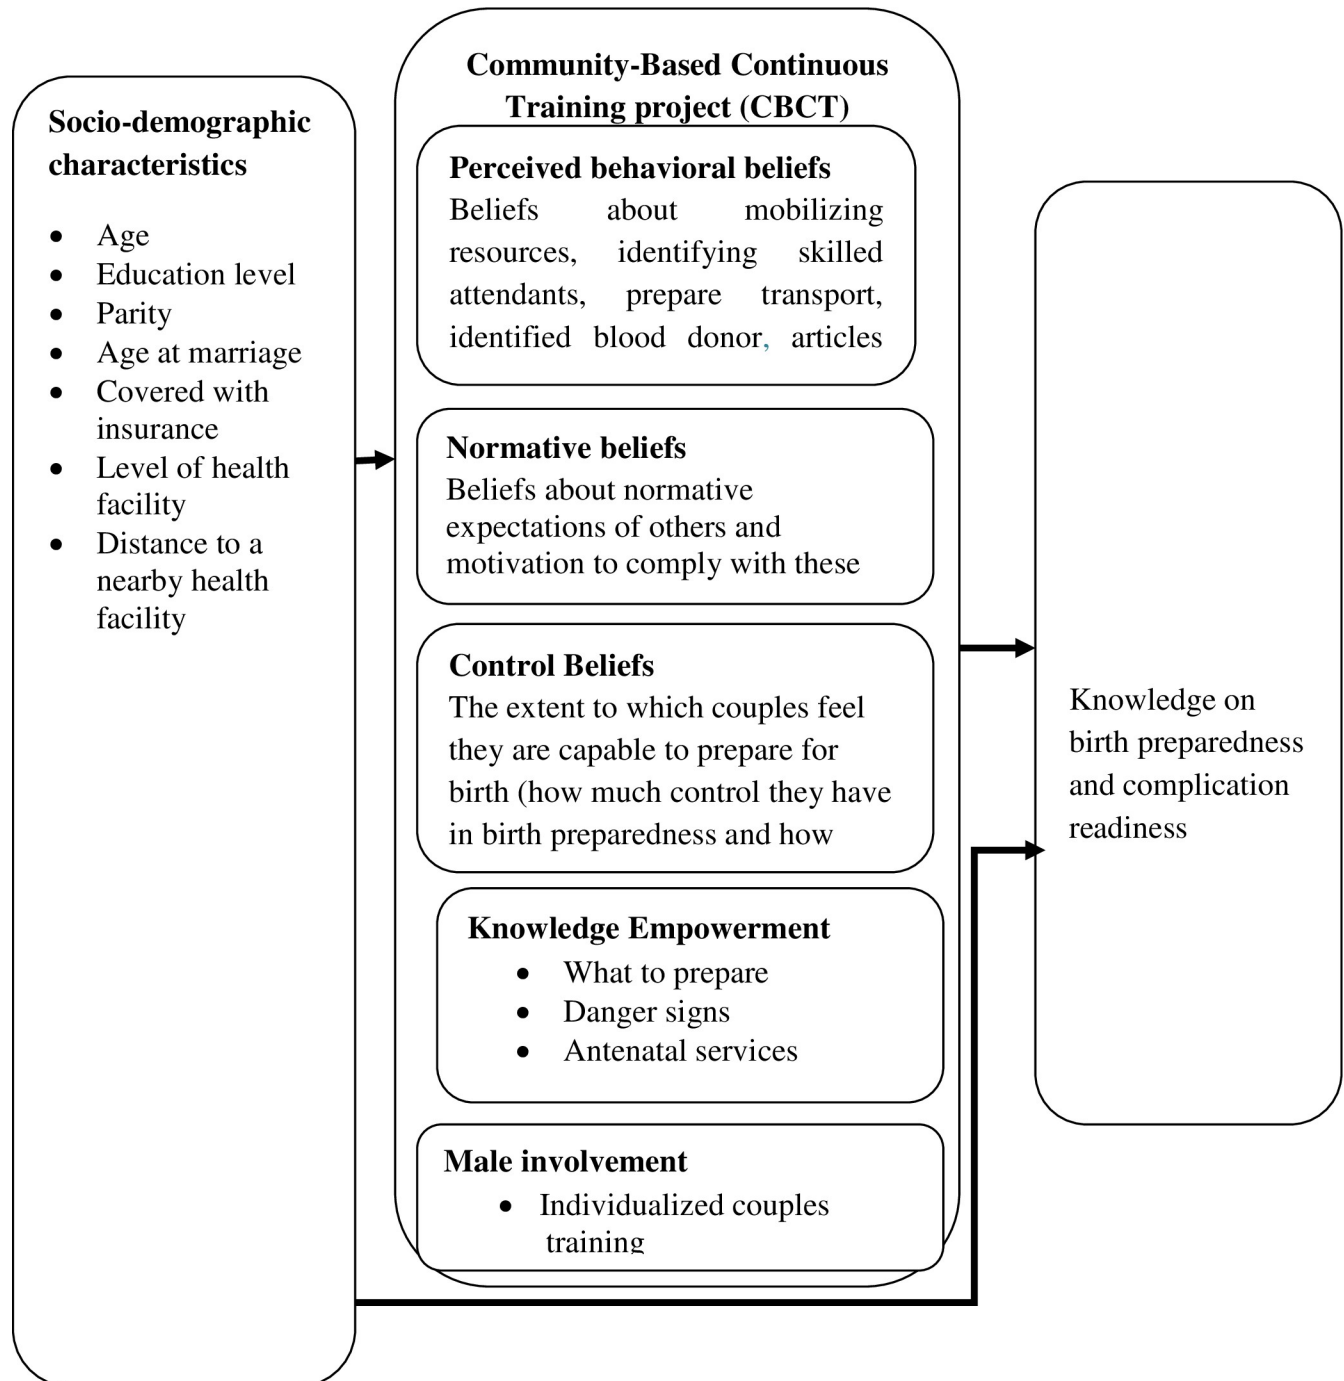 Socio-demographic
characteristics
• Age
• Education level
• Parity
• Age at marriage
• Covered with
insurance
• Level of health
facility
• Distance to a
nearby health
facility
Community-Based Continuous
Training project (CBCT)
Perceived behavioral beliefs
Beliefs about mobilizing
resources, identifying skilled
attendants, prepare transport,
identified blood donor, articles
Normative beliefs
Beliefs about normative
expectations of others and
motivation to comply with these
Control Beliefs
The extent to which couples feel
they are capable to prepare for
birth (how much control they have
in birth preparedness and how
Knowledge Empowerment
• What to prepare
• Danger signs
• Antenatal services
Male involvement
• Individualized couples
training
Knowledge on
birth preparedness
and complication
readiness